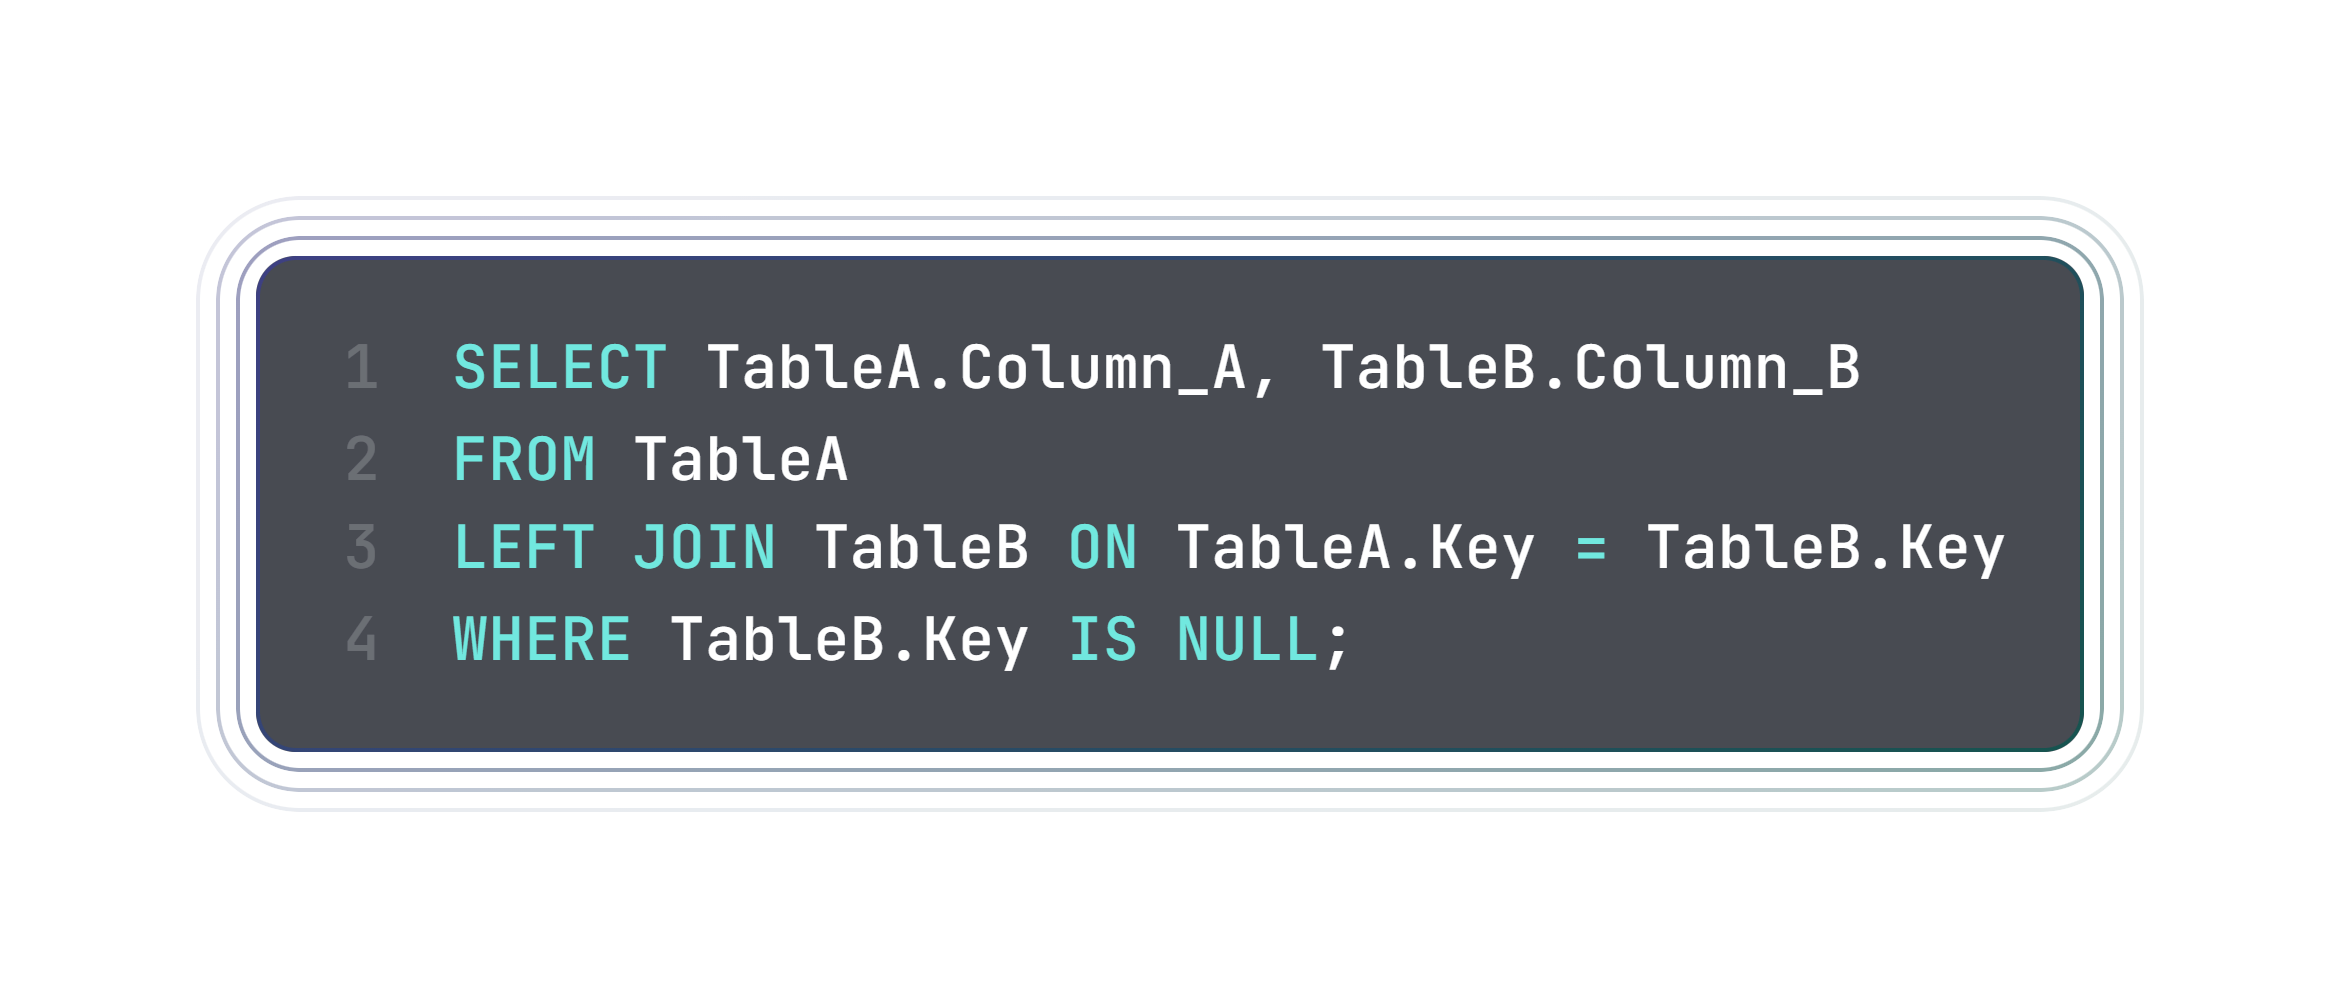 1 SELECT TableA.Column_A, TableB.Column_B
2 FROM TableA
3 LEFT JOIN TableB ON TableA.Key = TableB.Key
4 WHERE TableB.Key IS NULL;